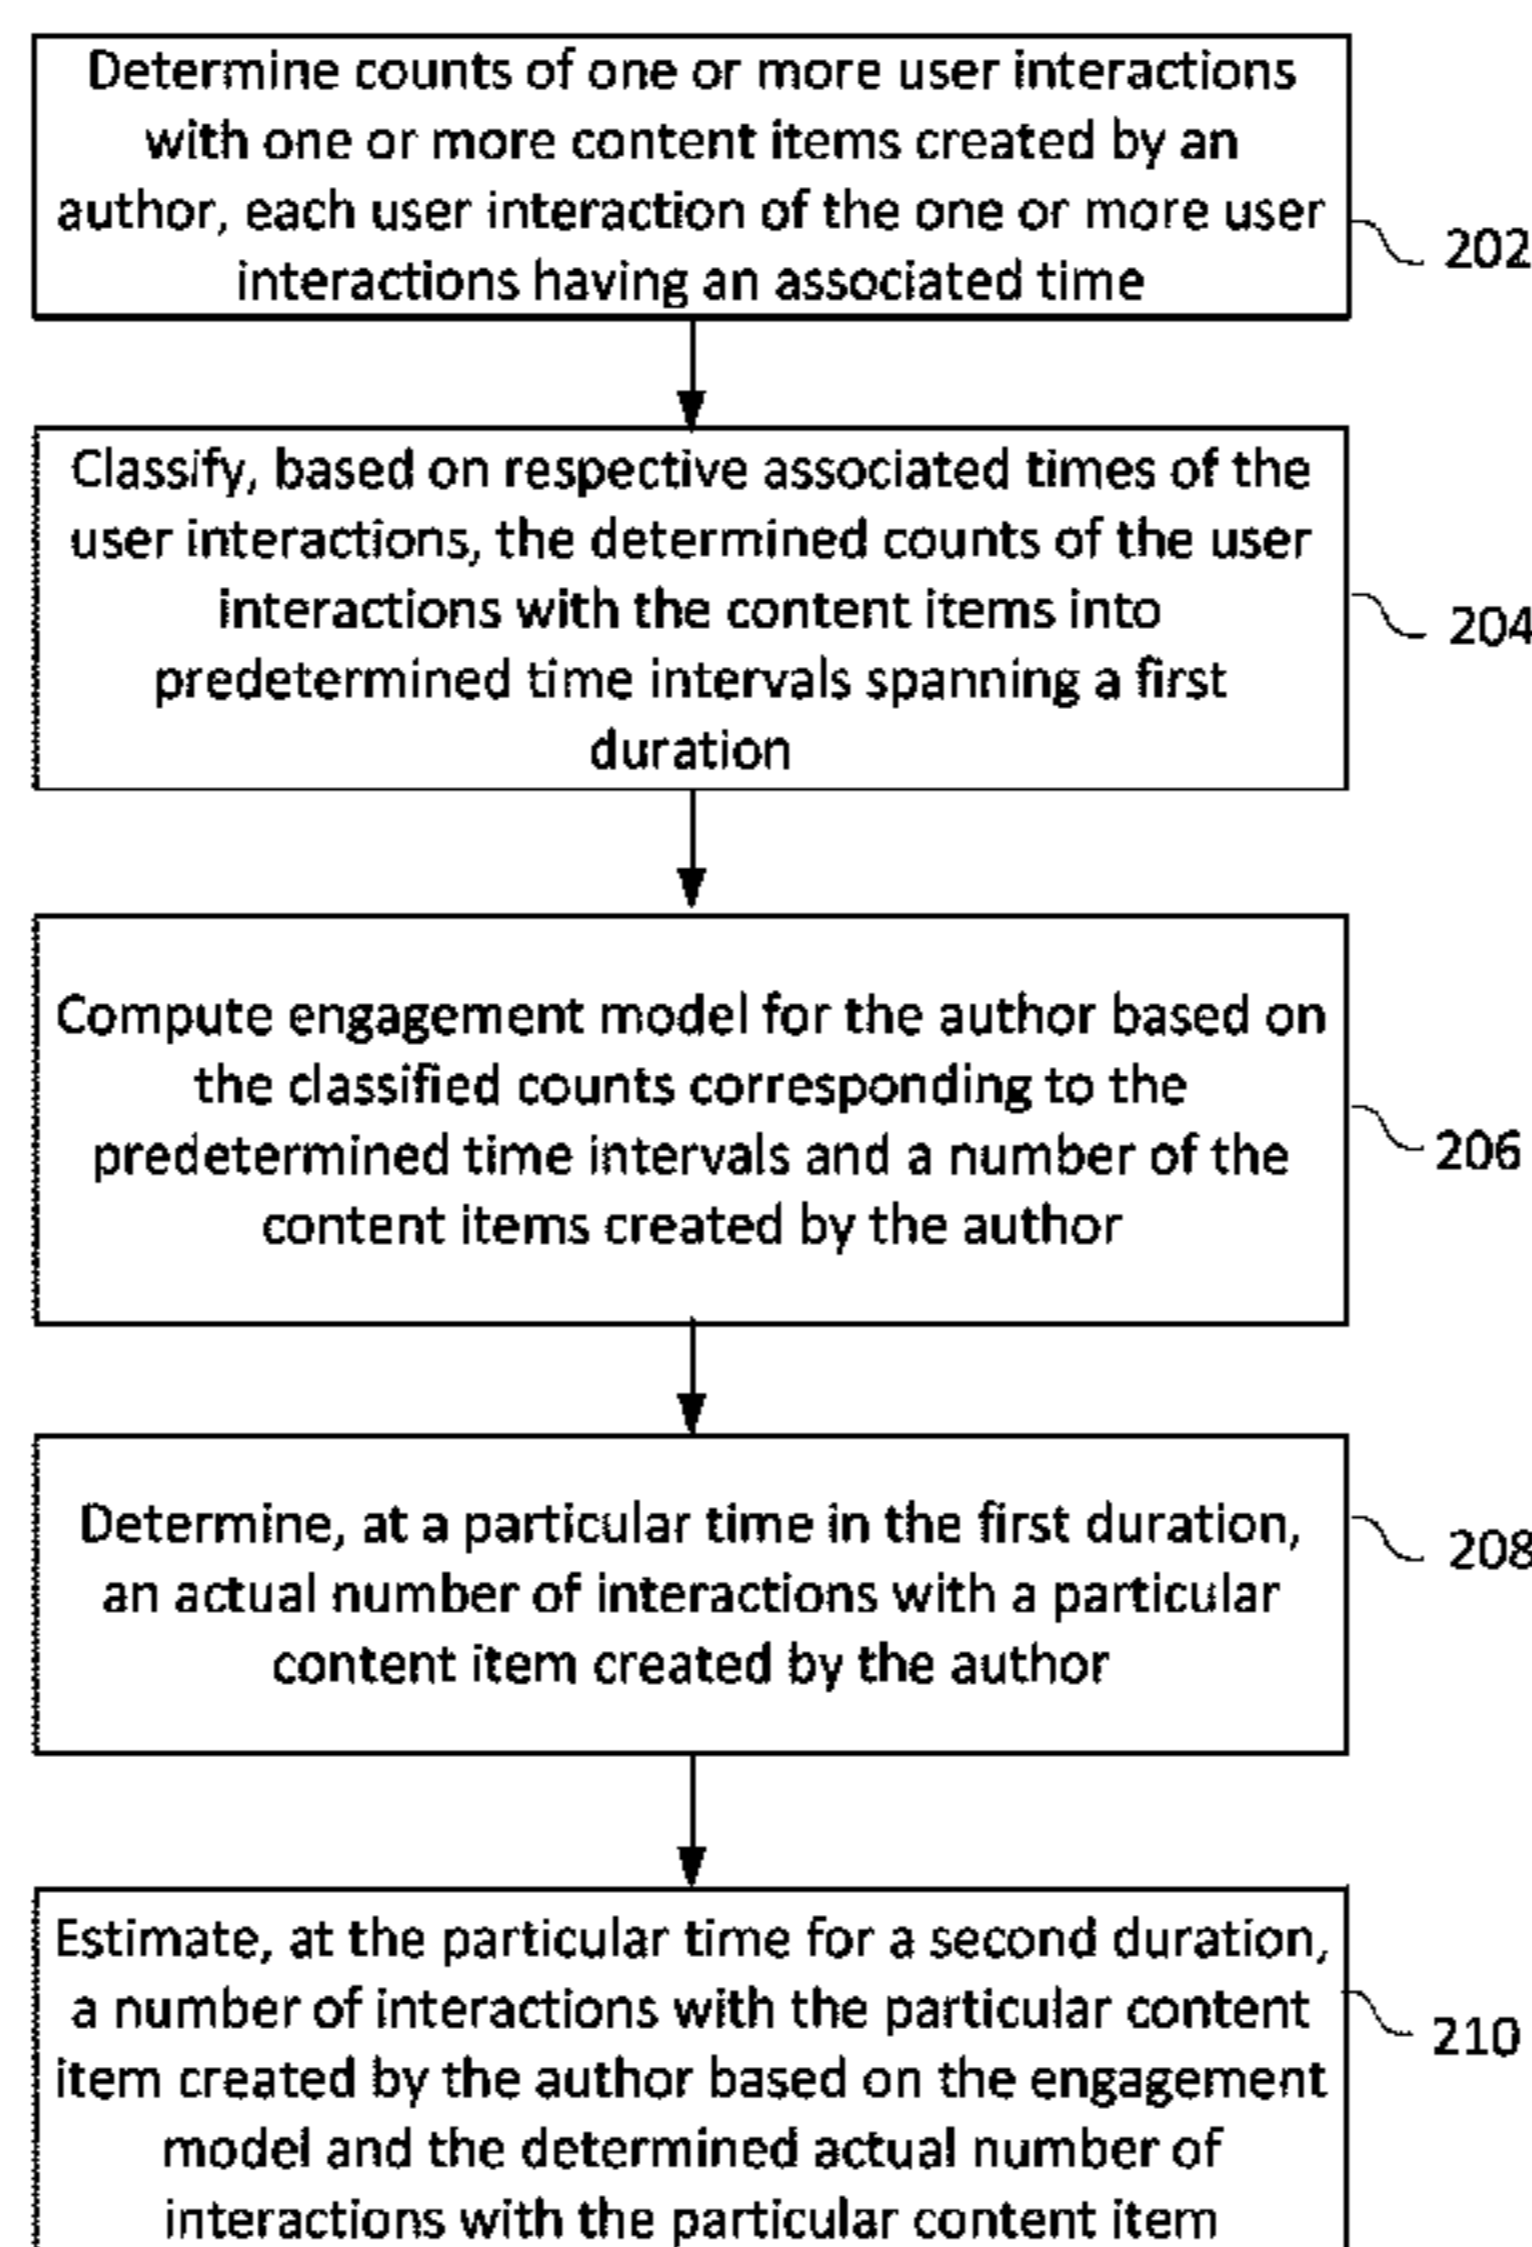 Determine counts of one or more user interactions
with one or more content items created by an
author, each user interaction of the one or more user
interactions having an associated time
202
Classify, based on respective associated times of the
user interactions, the determined counts of the user
interactions with the content items into
predetermined time intervals spanning a first
duration
204
Compute engagement model for the author based on
the classified counts corresponding to the
predetermined time intervals and a number of the
content items created by the author
206
Determine, at a particular time in the first duration,
an actual number of interactions with a particular
content item created by the author
208
Estimate, at the particular time for a second duration,
a number of interactions with the particular content
item created by the author based on the engagement
model and the determined actual number of
interactions with the particular content item
210